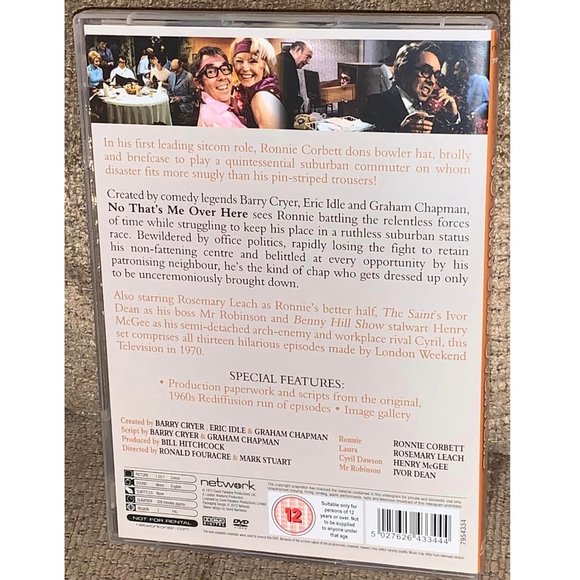 In his first leading sitcom role, Ronnie Corbett dons bowler hat, brolly
and briefcase to play a quintessential suburban commuter on whom
disaster fits more snugly than his pin-striped trousers!
Created by comedy legends Barry Cryer, Eric Idle and Graham Chapman,
No That's Me Over Here sees Ronnie battling the relentless forces
of time while struggling to keep his place in a ruthless suburban status
race. Bewildered by office politics, rapidly losing the fight to retain
his non-fattening centre and belittled at every opportunity by his
patronising neighbour, he's the kind of chap who gets dressed up only
to be unceremoniously brought down.
Also starring Rosemary Leach as Ronnie's better half, The Saint's Ivor
Dean as his boss Mr Robinson and Benny Hill Show stalwart Henry
McGee as his semi-detached arch-enemy and workplace rival Cyril, this
set comprises all thirteen hilarious episodes made by London Weekend
Television in 1970.
SPECIAL FEATURES:
• Production paperwork and scripts from the original,
1960s Rediffusion run of episodes • Image gallery
Created by BARRY CRYER, ERIC IDLE & GRAHAM CHAPMAN
Script by BARRY CRYER & GRAHAM CHAPMAN
Produced by BILL HITCHCOCK
Directed by RONALD FOURACRE & MARK STUART
Ronnie RONNIE CORBETT
Laura ROSEMARY LEACH
Cyril Dawson HENRY McGEE
Mr Robinson IVOR DEAN
PICTURE
SOUND
SUBTITLES
REGION
NOT FOR RENTAL
network
networkonair.com
DVD
12
Suitable only for
persons of 12
years or over.
Not to be
supplied to
anyone under
that age
5 027626 433444
7954334